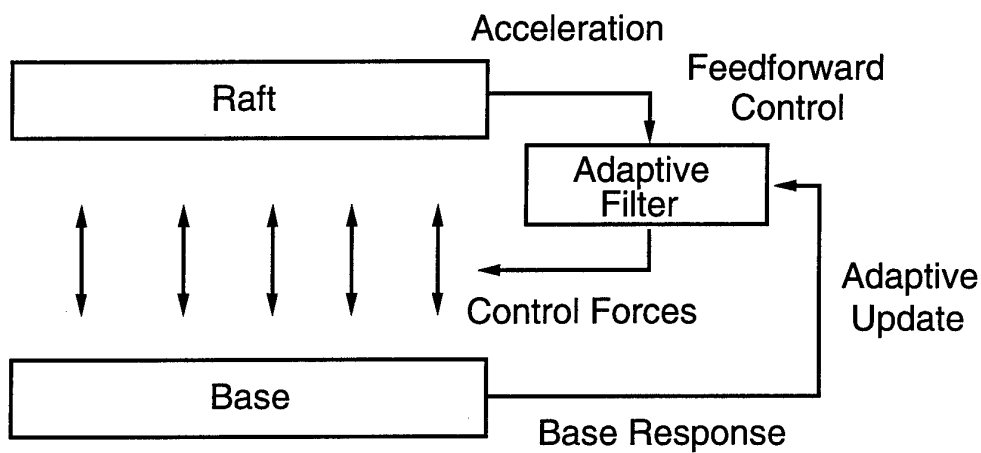 Acceleration
Raft
Feedforward
Control
Adaptive
Filter
Control Forces
Adaptive
Update
Base
Base Response